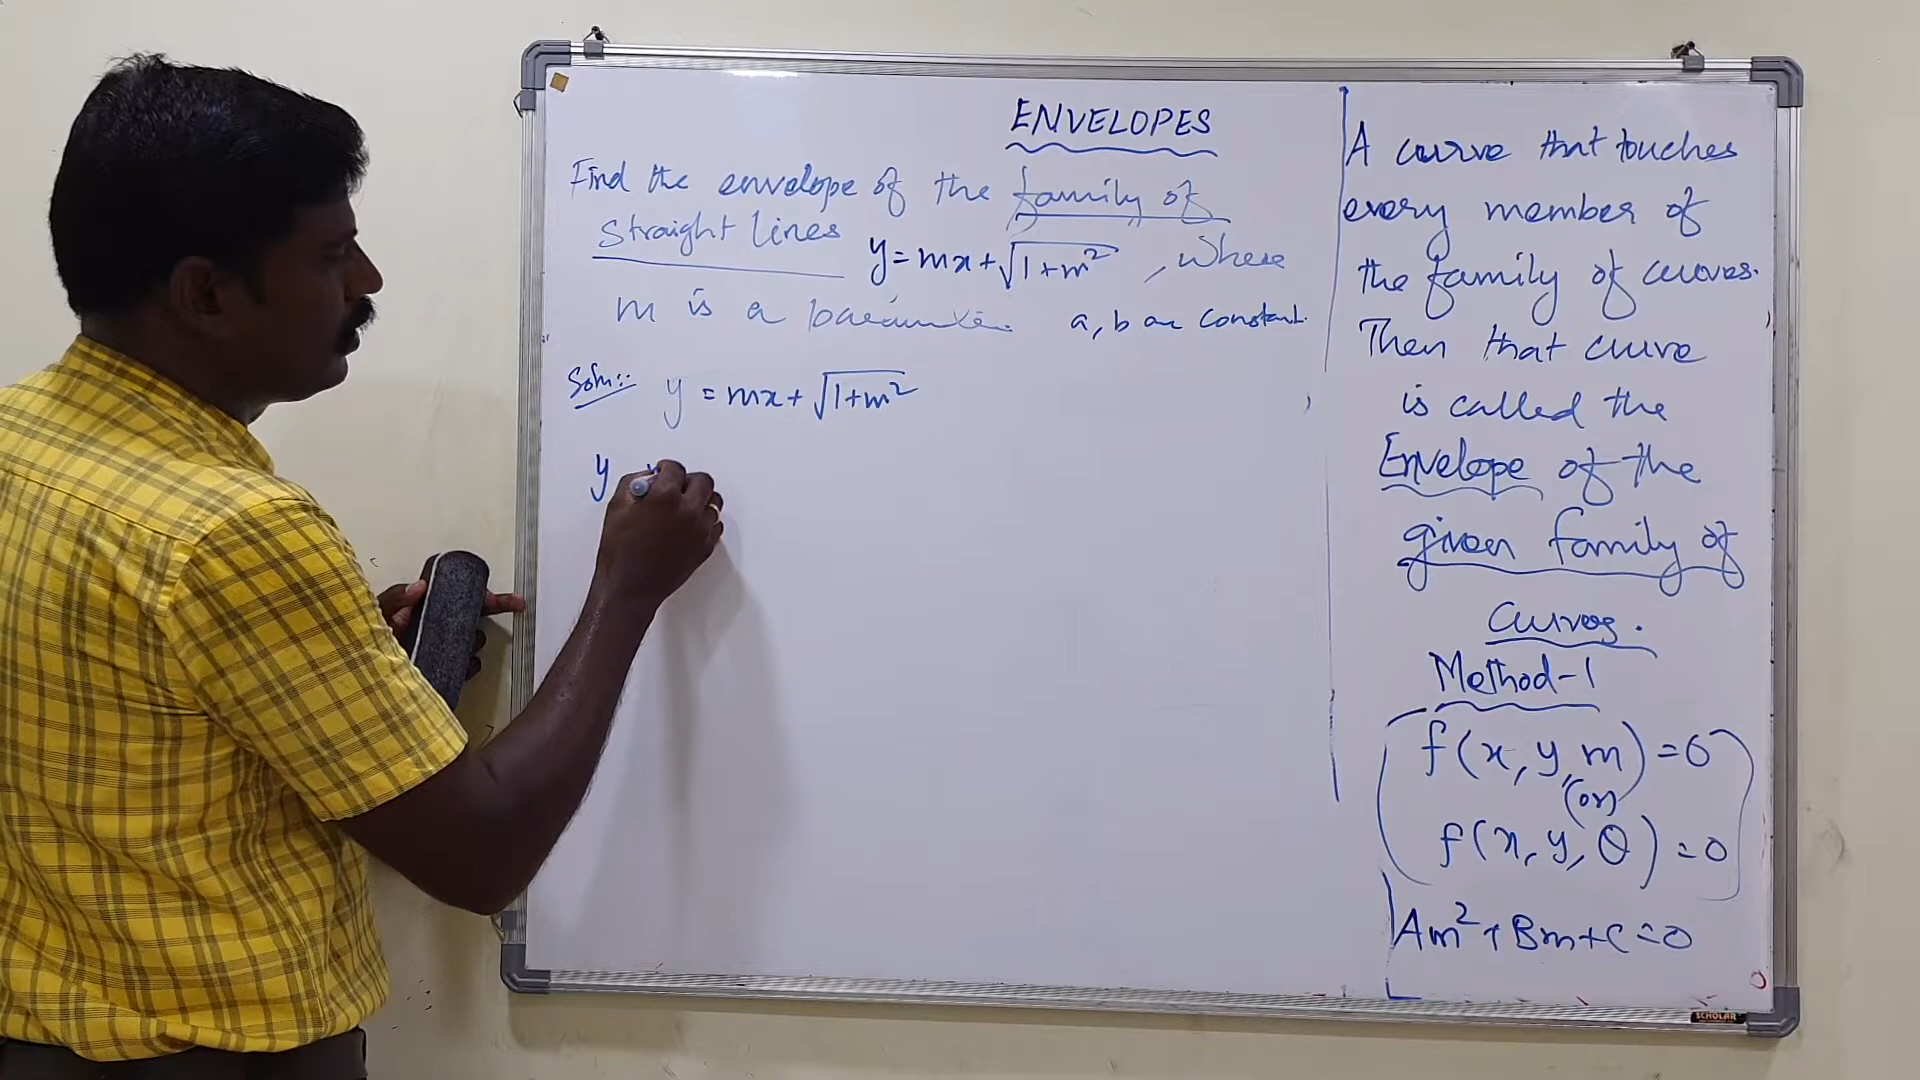 ENVELOPES
Find the envelope of the family of
straight lines y=mx+√1+m² , where
m is a a, b are constant.
Soln:- y = mx+ √1+m²
y
A curve that touches
every member of
the family of curves.
Then that curve
is called the
Envelope of the
given family of
Curves.
Method-1
f(x, y, m) =0
(or)
f(x, y, θ) =0
Am²+Bm+C=0
SCHOLAR